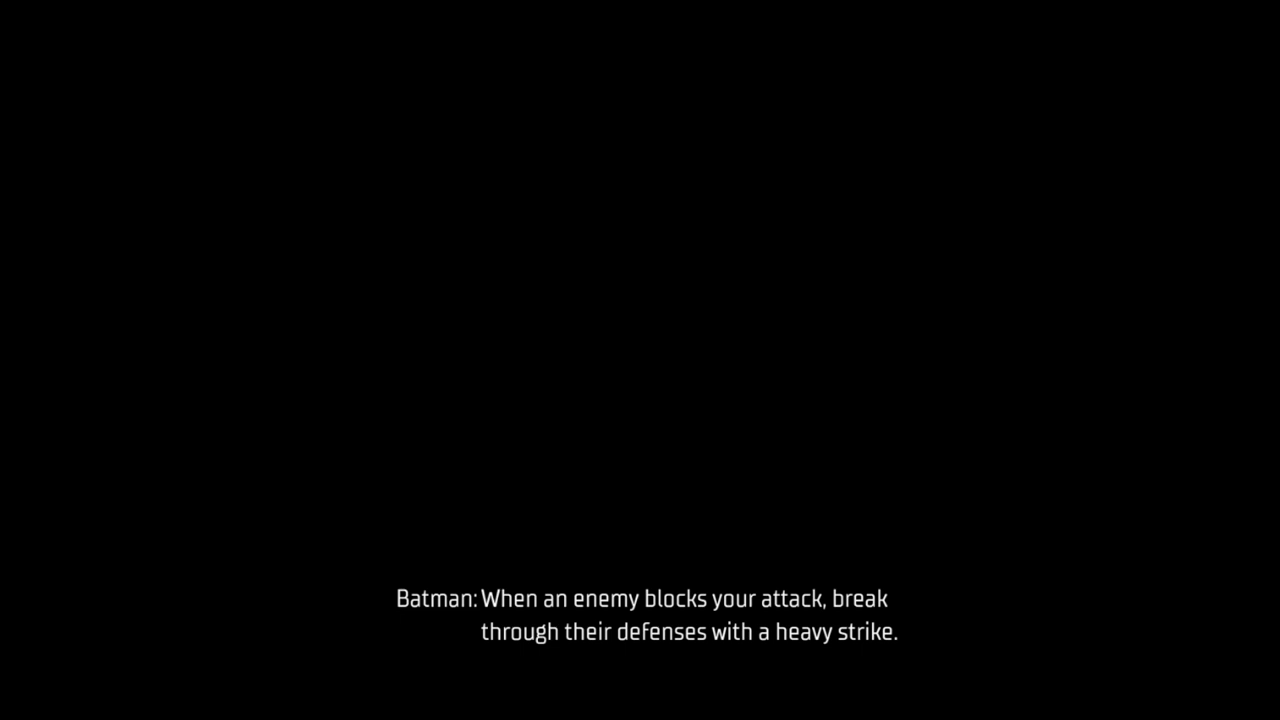 Batman: When an enemy blocks your attack, break
through their defenses with a heavy strike.